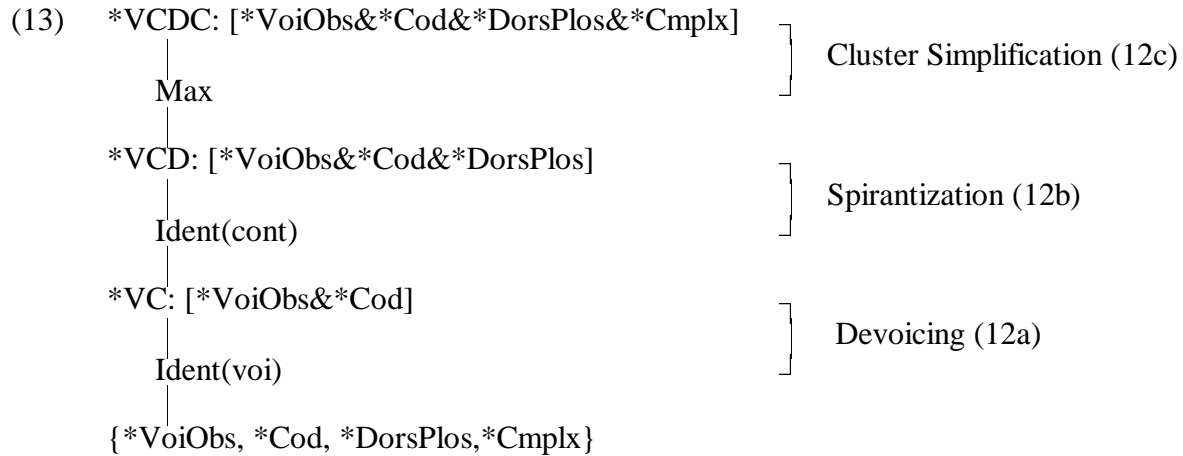 (13) *VCDC: [*VoiObs&*Cod&*DorsPlos&*Cmplx]
Cluster Simplification (12c)
Max
*VCD: [*VoiObs&*Cod&*DorsPlos]
Spirantization (12b)
Ident(cont)
*VC: [*VoiObs&*Cod]
Devoicing (12a)
Ident(voi)
{*VoiObs, *Cod, *DorsPlos,*Cmplx}